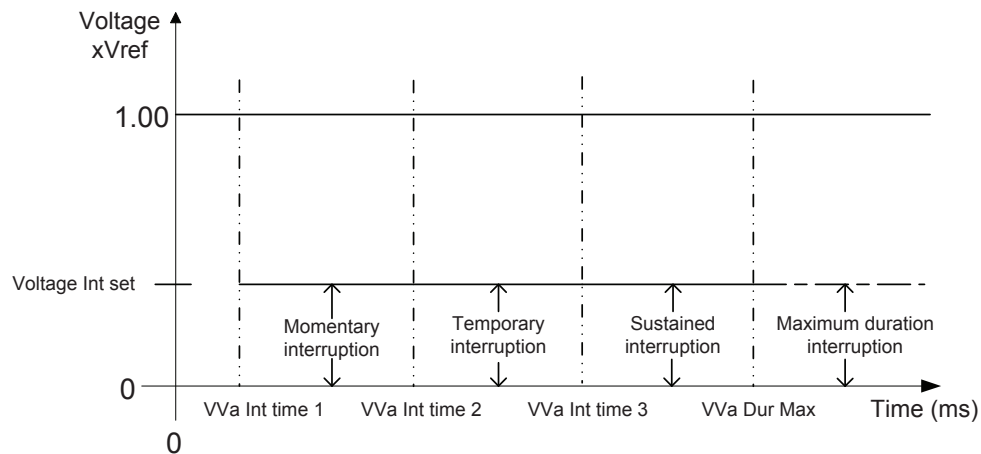 Voltage
xVref
1.00
Voltage Int set
Momentary
interruption
Temporary
interruption
Sustained
interruption
Maximum duration
interruption
0
VVa Int time 1
VVa Int time 2
VVa Int time 3
VVa Dur Max
Time (ms)
0